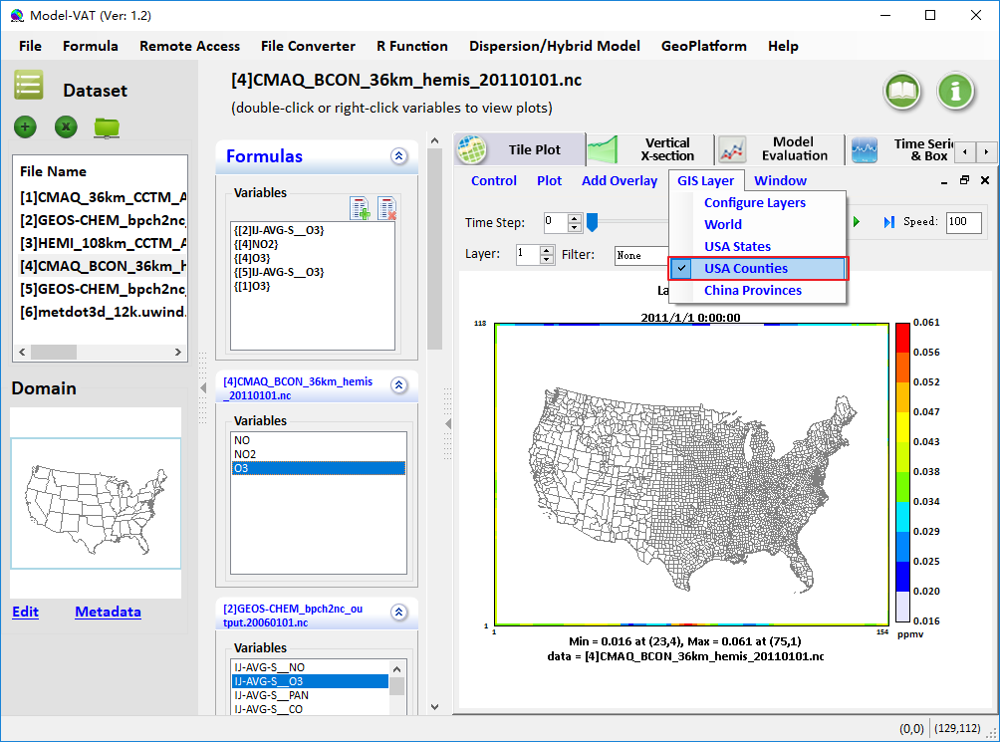 Model-VAT (Ver: 1.2)
File Formula Remote Access File Converter R Function Dispersion/Hybrid Model GeoPlatform Help
Dataset
File Name
[1]CMAQ_36km_CCTM_A
[2]GEOS-CHEM_bpch2nc_
[3]HEMI_108km_CCTM_A
[4]CMAQ_BCON_36km_h
[5]GEOS-CHEM_bpch2nc_
[6]metdot3d_12k.uwind.
Domain
Edit Metadata
[4]CMAQ_BCON_36km_hemis_20110101.nc
(double-click or right-click variables to view plots)
Formulas
Variables
{[2]IJ-AVG-S__O3}
{[4]NO2}
{[4]O3}
{[5]IJ-AVG-S__O3}
{[1]O3}
[4]CMAQ_BCON_36km_hemis
_20110101.nc
Variables
NO
NO2
O3
[2]GEOS-CHEM_bpch2nc_ou
tput.20060101.nc
Variables
IJ-AVG-S__NO
IJ-AVG-S__O3
IJ-AVG-S__PAN
IJ-AVG-S__CO
Tile Plot
Vertical
X-section
Model
Evaluation
Time Serie
& Box
Control Plot Add Overlay GIS Layer Window
Configure Layers
World
USA States
USA Counties
China Provinces
Time Step: 0
Speed: 100
Layer: 1 Filter: None
La
2011/1/1 0:00:00
118
1
1
154
0.061
0.056
0.052
0.047
0.043
0.038
0.034
0.029
0.025
0.020
0.016
ppmv
Min = 0.016 at (23,4), Max = 0.061 at (75,1)
data = [4]CMAQ_BCON_36km_hemis_20110101.nc
(0,0) (129,112)